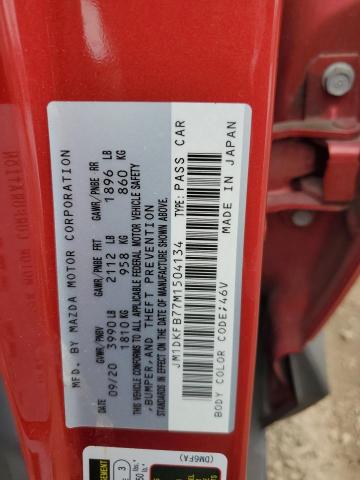 MFD. BY MAZDA MOTOR CORPORATION
GVWR/PNBV GAWR/PNBE FRT GAWR/PNBE RR
09/20 3990 LB 2112 LB 1896 LB
1810 KG 958 KG 860 KG
THIS VEHICLE CONFORMS TO ALL APPLICABLE FEDERAL MOTOR VEHICLE SAFETY
,BUMPER,AND THEFT PREVENTION
STANDARDS IN EFFECT ON THE DATE OF MANUFACTURE SHOWN ABOVE.
JM1DKFB77M1504134 TYPE: PASS CAR
MADE IN JAPAN
BODY COLOR CODE:46V
(DM6FA)
3